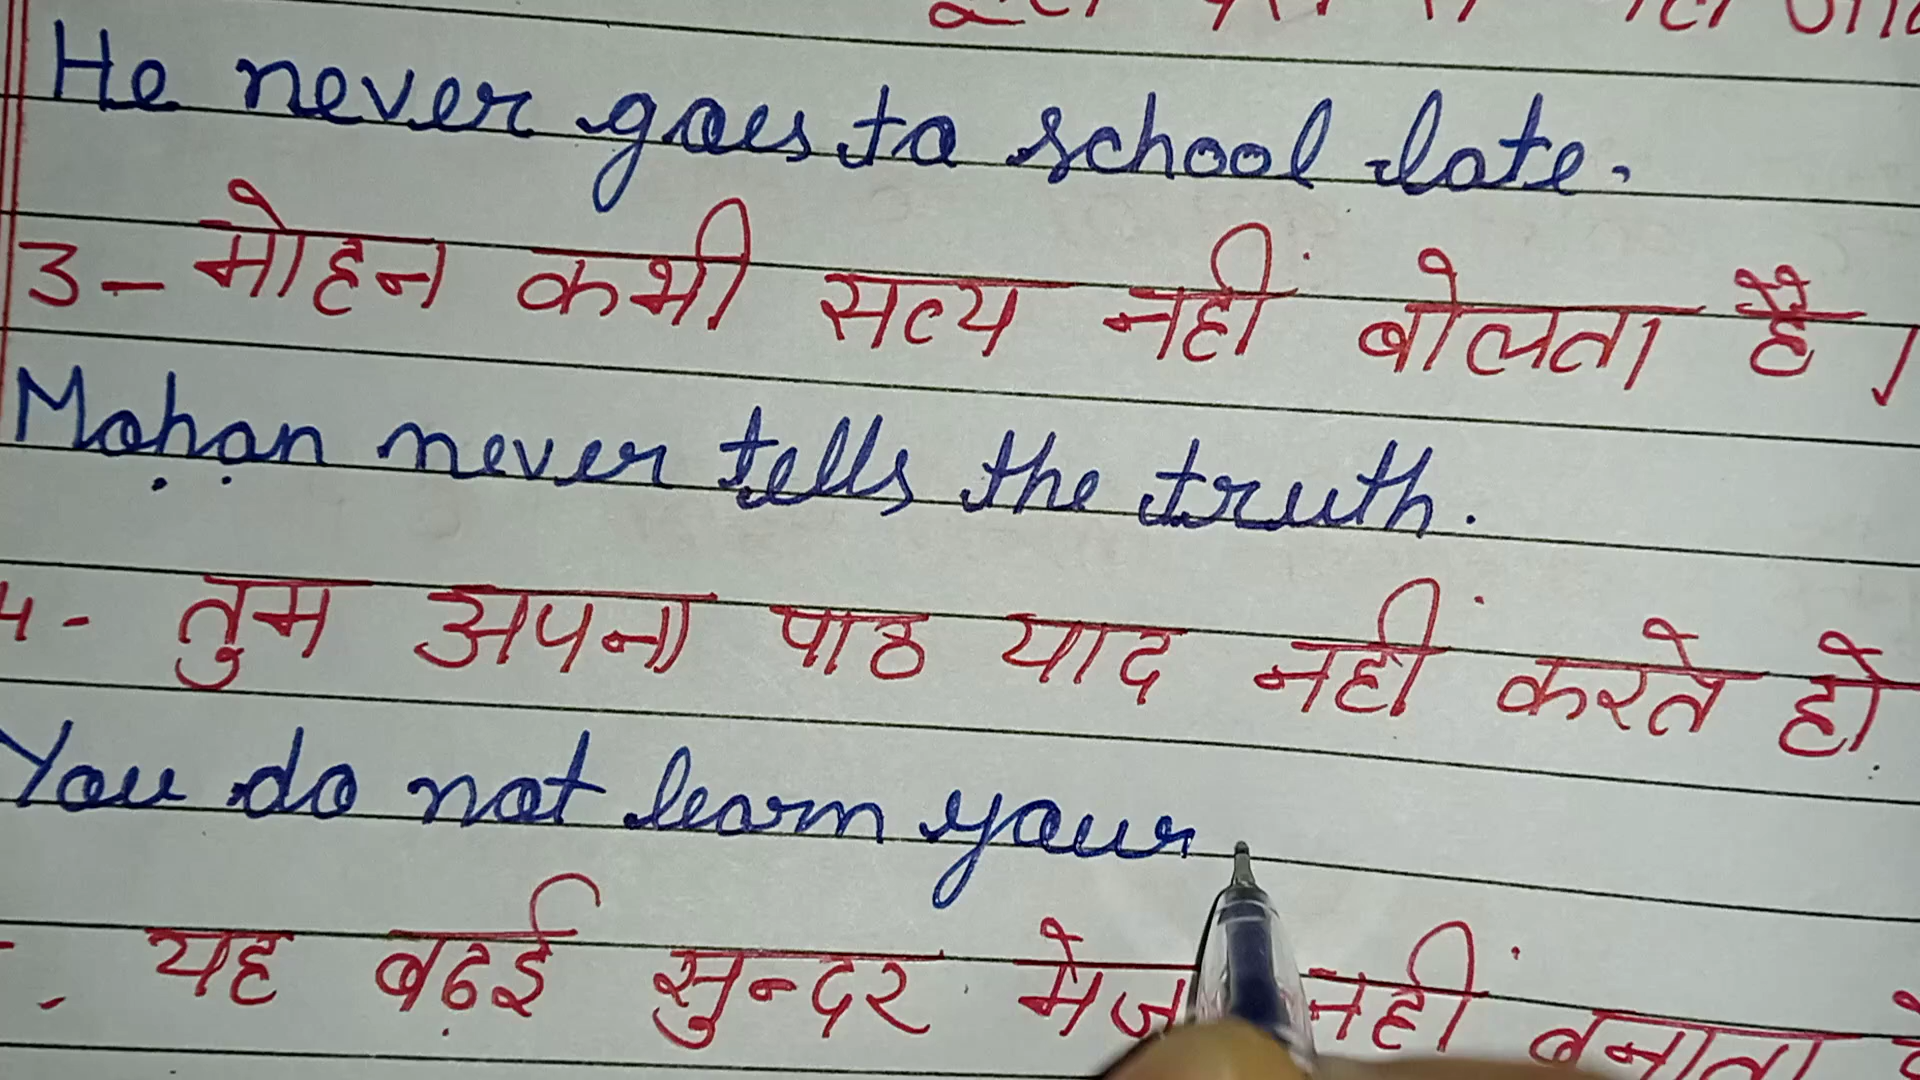 He never goes to school late.
3- मोहन कभी सत्य नहीं बोलता है।
Mohan never tells the truth.
4- तुम अपना पाठ याद नहीं करते हो
You do not learn your
- यह बढ़ई सुन्दर मेज नहीं बनाता